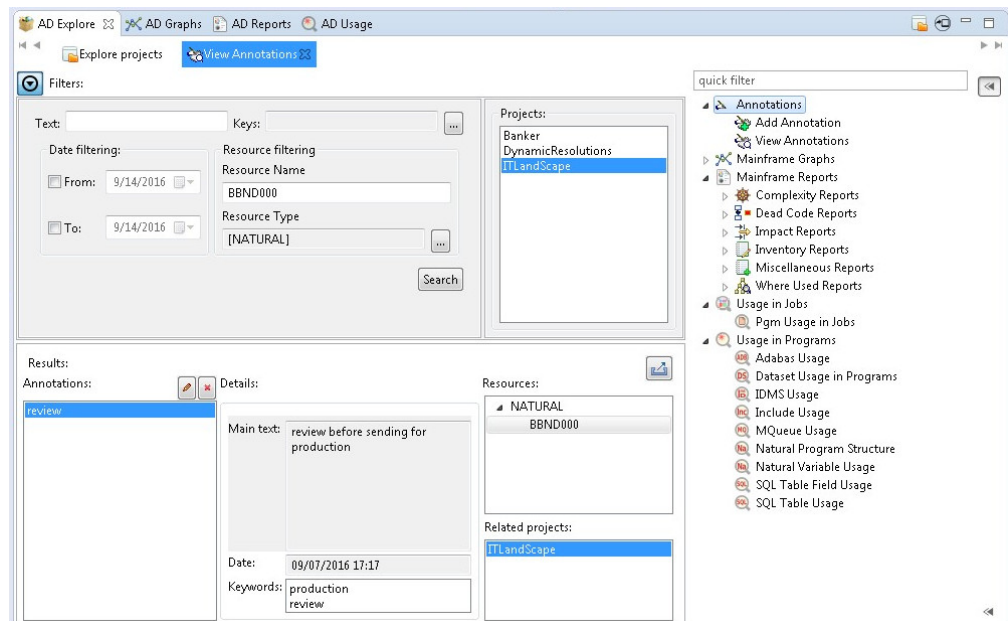 AD Explore AD Graphs AD Reports AD Usage
Explore projects View Annotations
Filters:
Text: Keys: ...
Date filtering:
From: 9/14/2016
To: 9/14/2016
Resource filtering
Resource Name
BBND000
Resource Type
[NATURAL] ...
Search
Projects:
Banker
DynamicResolutions
ITLandScape
Results:
Annotations:
review
Details:
Main text: review before sending for
production
Date: 09/07/2016 17:17
Keywords: production
review
Resources:
NATURAL
BBND000
Related projects:
ITLandScape
quick filter
Annotations
Add Annotation
View Annotations
Mainframe Graphs
Mainframe Reports
Complexity Reports
Dead Code Reports
Impact Reports
Inventory Reports
Miscellaneous Reports
Where Used Reports
Usage in Jobs
Pgm Usage in Jobs
Usage in Programs
Adabas Usage
Dataset Usage in Programs
IDMS Usage
Include Usage
MQueue Usage
Natural Program Structure
Natural Variable Usage
SQL Table Field Usage
SQL Table Usage